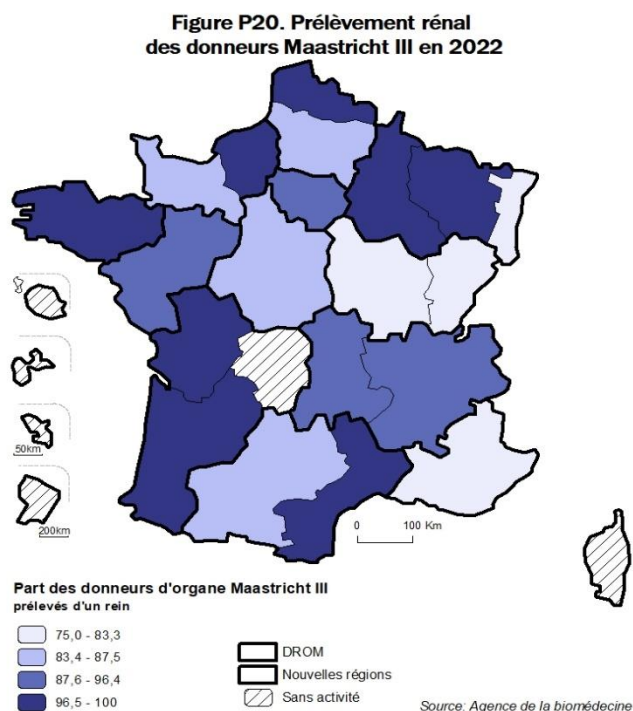 Figure P20. Prélèvement rénal
des donneurs Maastricht III en 2022
50km
200km
0 100 Km
Part des donneurs d'organe Maastricht III
prélevés d'un rein
75,0 - 83,3
83,4 - 87,5
87,6 - 96,4
96,5 - 100
DROM
Nouvelles régions
Sans activité
Source: Agence de la biomédecine